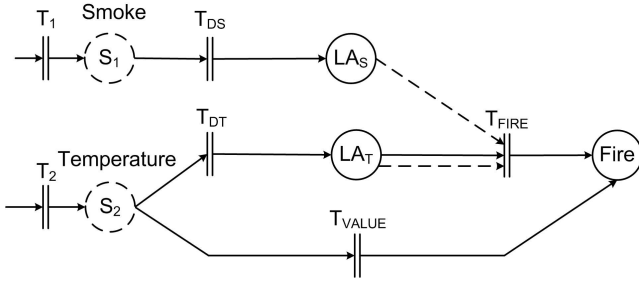 Smoke
T1
S1
TDS
LAS
TDT
LAT
TFIRE
Fire
Temperature
T2
S2
TVALUE